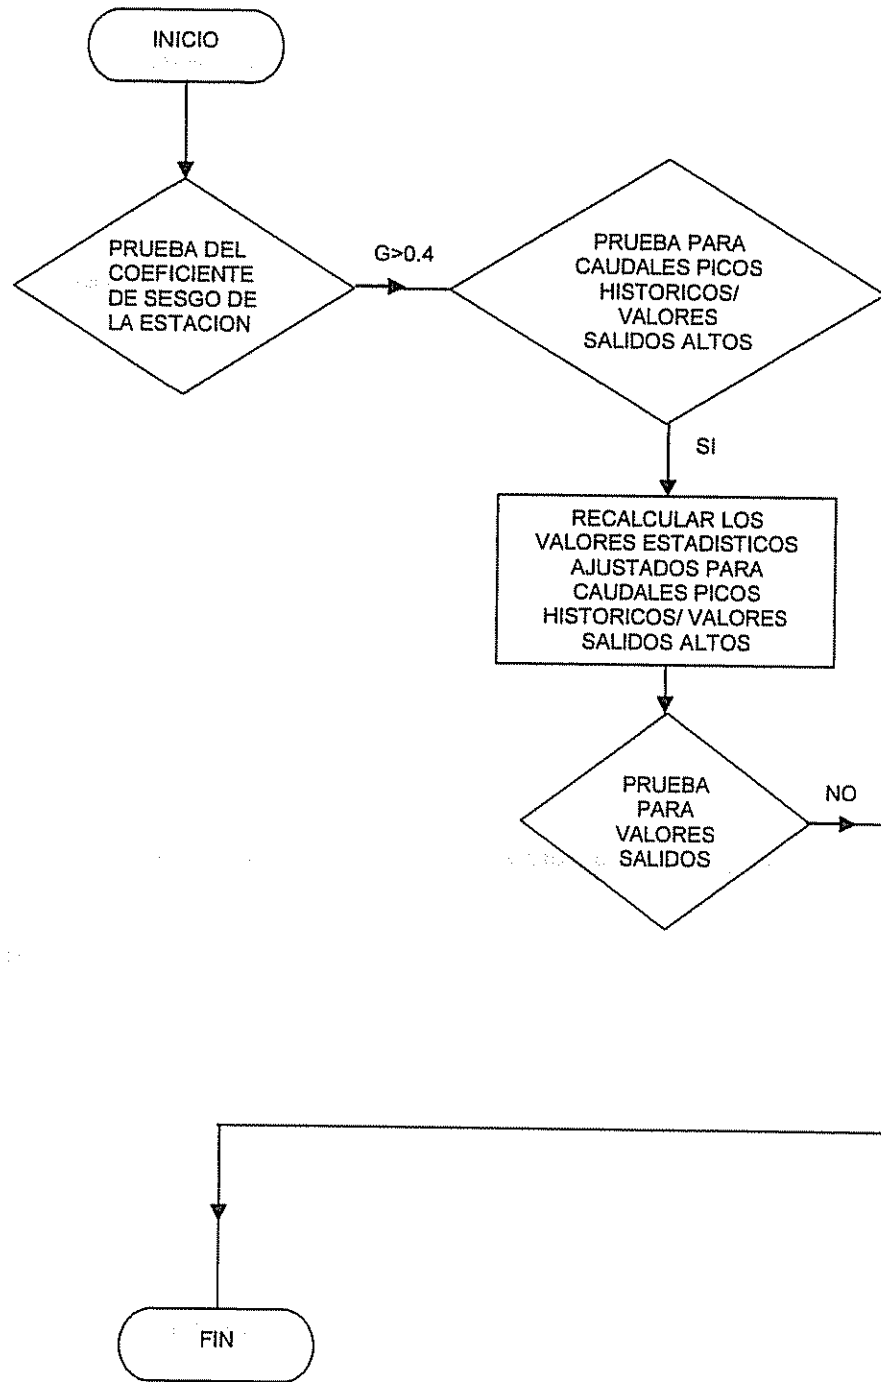 INICIO
PRUEBA DEL
COEFICIENTE
DE SESGO DE
LA ESTACION
G>0.4
PRUEBA PARA
CAUDALES PICOS
HISTORICOS/
VALORES
SALIDOS ALTOS
SI
RECALCULAR LOS
VALORES ESTADISTICOS
AJUSTADOS PARA
CAUDALES PICOS
HISTORICOS/ VALORES
SALIDOS ALTOS
PRUEBA
PARA
VALORES
SALIDOS
NO
FIN